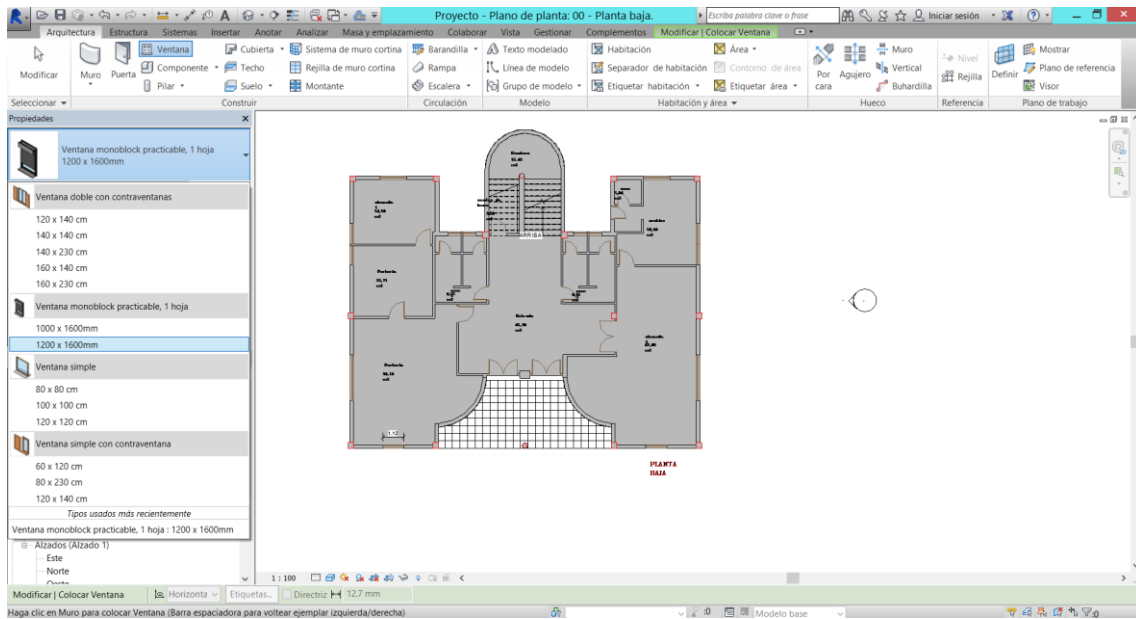 Proyecto - Plano de planta: 00 - Planta baja.
Escriba palabra clave o frase
Iniciar sesión
Arquitectura Estructura Sistemas Insertar Anotar Analizar Masa y emplazamiento Colaborar Vista Gestionar Complementos Modificar | Colocar Ventana
Modificar
Muro
Puerta
Ventana
Componente
Pilar
Cubierta
Techo
Suelo
Sistema de muro cortina
Rejilla de muro cortina
Montante
Barandilla
Rampa
Escalera
Texto modelado
Línea de modelo
Grupo de modelo
Habitación
Separador de habitación
Etiquetar habitación
Área
Contorno de área
Etiquetar área
Por cara
Agujero
Muro
Vertical
Buhardilla
Nivel
Rejilla
Definir
Mostrar
Plano de referencia
Visor
Seleccionar Construir Circulación Modelo Habitación y área Hueco Referencia Plano de trabajo
Propiedades
Ventana monoblock practicable, 1 hoja
1200 x 1600mm
Ventana doble con contraventanas
120 x 140 cm
140 x 140 cm
140 x 230 cm
160 x 140 cm
160 x 230 cm
Ventana monoblock practicable, 1 hoja
1000 x 1600mm
1200 x 1600mm
Ventana simple
80 x 80 cm
100 x 100 cm
120 x 120 cm
Ventana simple con contraventana
60 x 120 cm
80 x 230 cm
120 x 140 cm
Tipos usados más recientemente
Ventana monoblock practicable, 1 hoja : 1200 x 1600mm
Alzados (Alzado 1)
Este
Norte
Oeste
ARRIBA
PLANTA
BAJA
1 : 100
Modificar | Colocar Ventana Horizonta Etiquetas... Directriz 12.7 mm
Haga clic en Muro para colocar Ventana (Barra espaciadora para voltear ejemplar izquierda/derecha) :0 Modelo base :0